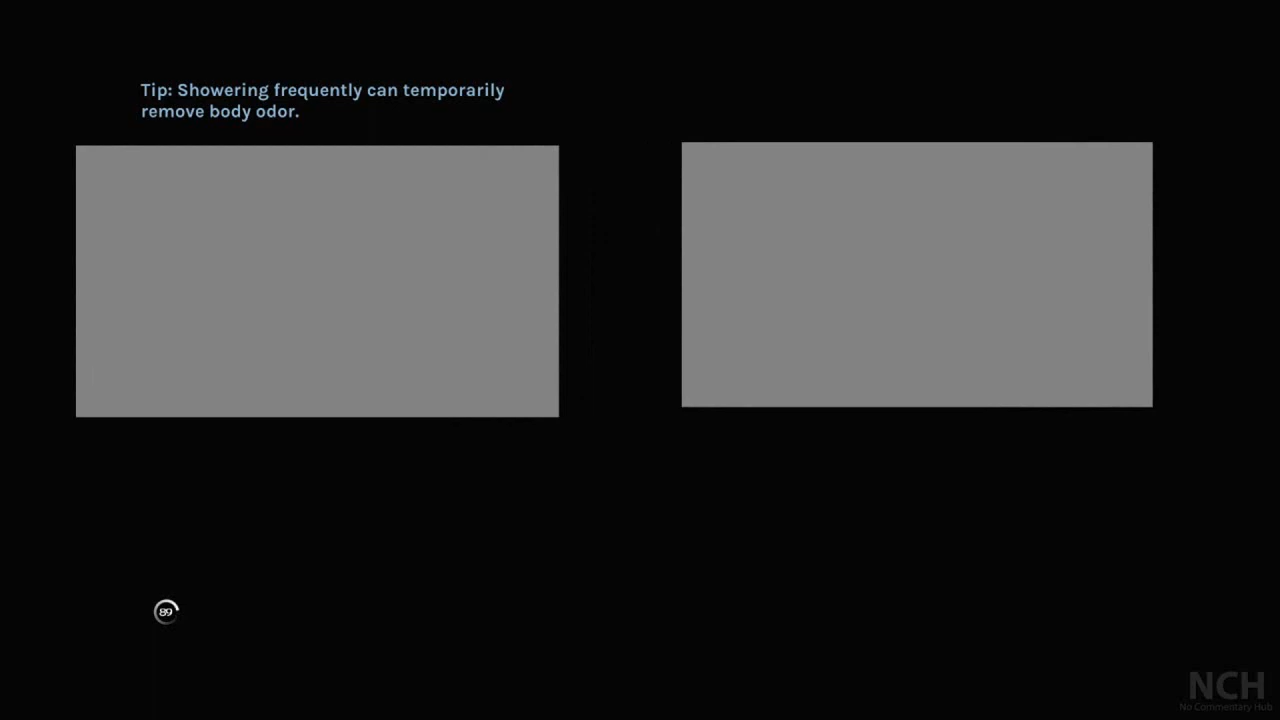 Tip: Showering frequently can temporarily
remove body odor.
89
NCH
No Commentary Hub